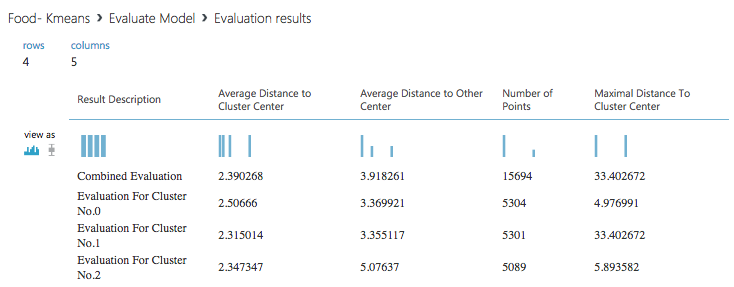 Food- Kmeans > Evaluate Model > Evaluation results
rows columns
4 5
Result Description Average Distance to Cluster Center Average Distance to Other Center Number of Points Maximal Distance To Cluster Center
view as
Combined Evaluation 2.390268 3.918261 15694 33.402672
Evaluation For Cluster No.0 2.50666 3.369921 5304 4.976991
Evaluation For Cluster No.1 2.315014 3.355117 5301 33.402672
Evaluation For Cluster No.2 2.347347 5.07637 5089 5.893582